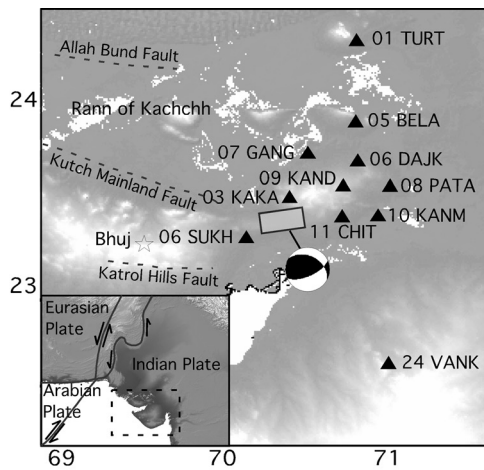 01 TURT
Allah Bund Fault
24
Rann of Kachchh
05 BELA
07 GANG
06 DAJK
09 KAND
08 PATA
Kutch Mainland Fault
03 KAKA
10 KANM
11 CHIT
Bhuj
06 SUKH
Katrol Hills Fault
23
Eurasian
Plate
Indian Plate
24 VANK
Arabian
Plate
69
70
71